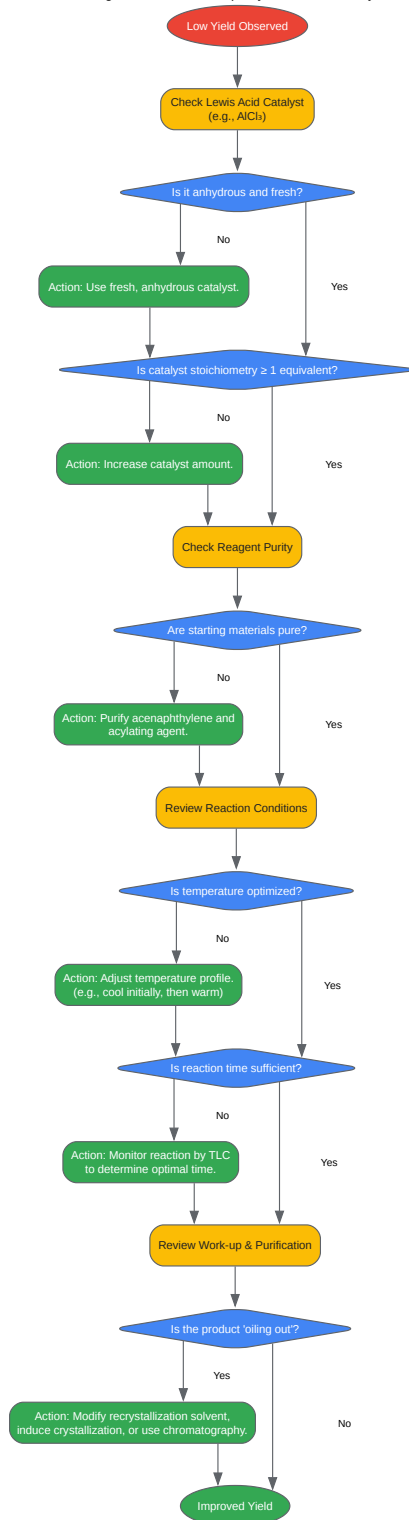 Low Yield Observed
Check Lewis Acid Catalyst
(e.g., AlCl₃)
Is it anhydrous and fresh?
No
Yes
Action: Use fresh, anhydrous catalyst.
Is catalyst stoichiometry ≥ 1 equivalent?
No
Yes
Action: Increase catalyst amount.
Check Reagent Purity
Are starting materials pure?
No
Yes
Action: Purify acenaphthylene and
acylating agent.
Review Reaction Conditions
Is temperature optimized?
No
Yes
Action: Adjust temperature profile.
(e.g., cool initially, then warm)
Is reaction time sufficient?
No
Yes
Action: Monitor reaction by TLC
to determine optimal time.
Review Work-up & Purification
Is the product 'oiling out'?
Yes
No
Action: Modify recrystallization solvent,
induce crystallization, or use chromatography.
Improved Yield